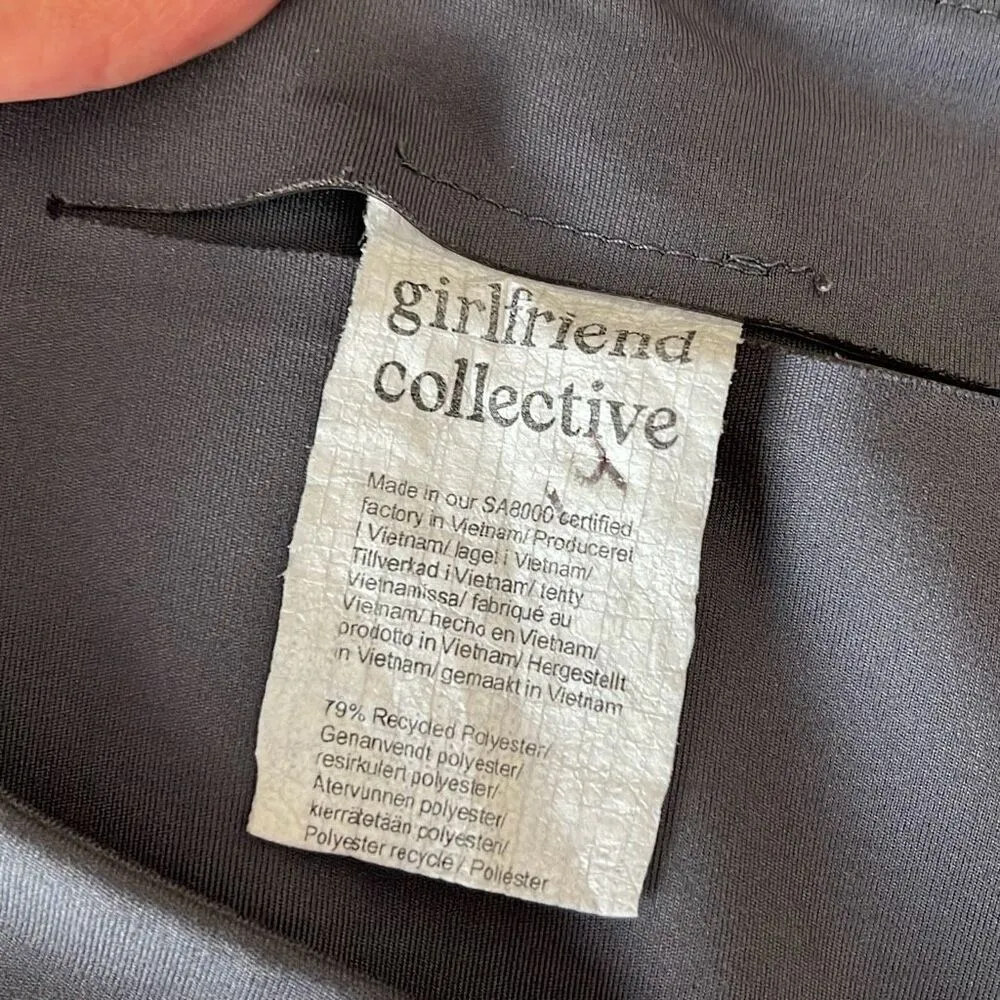 girlfriend
collective
Made in our SA8000 certified
factory in Vietnam/ Produceret
I Vietnam/ laget i Vietnam/
Tillverkad i Vietnam/ tehty
Vietnamissa/ fabriqué au
Vietnam/ hecho en Vietnam/
prodotto in Vietnam/ Hergestellt
in Vietnam/ gemaakt in Vietnam
79% Recycled Polyester/
Genanvendt polyester/
resirkulert polyester/
Återvunnen polyester/
kierrätetään polyesteri/
Polyester recycle / Poliéster